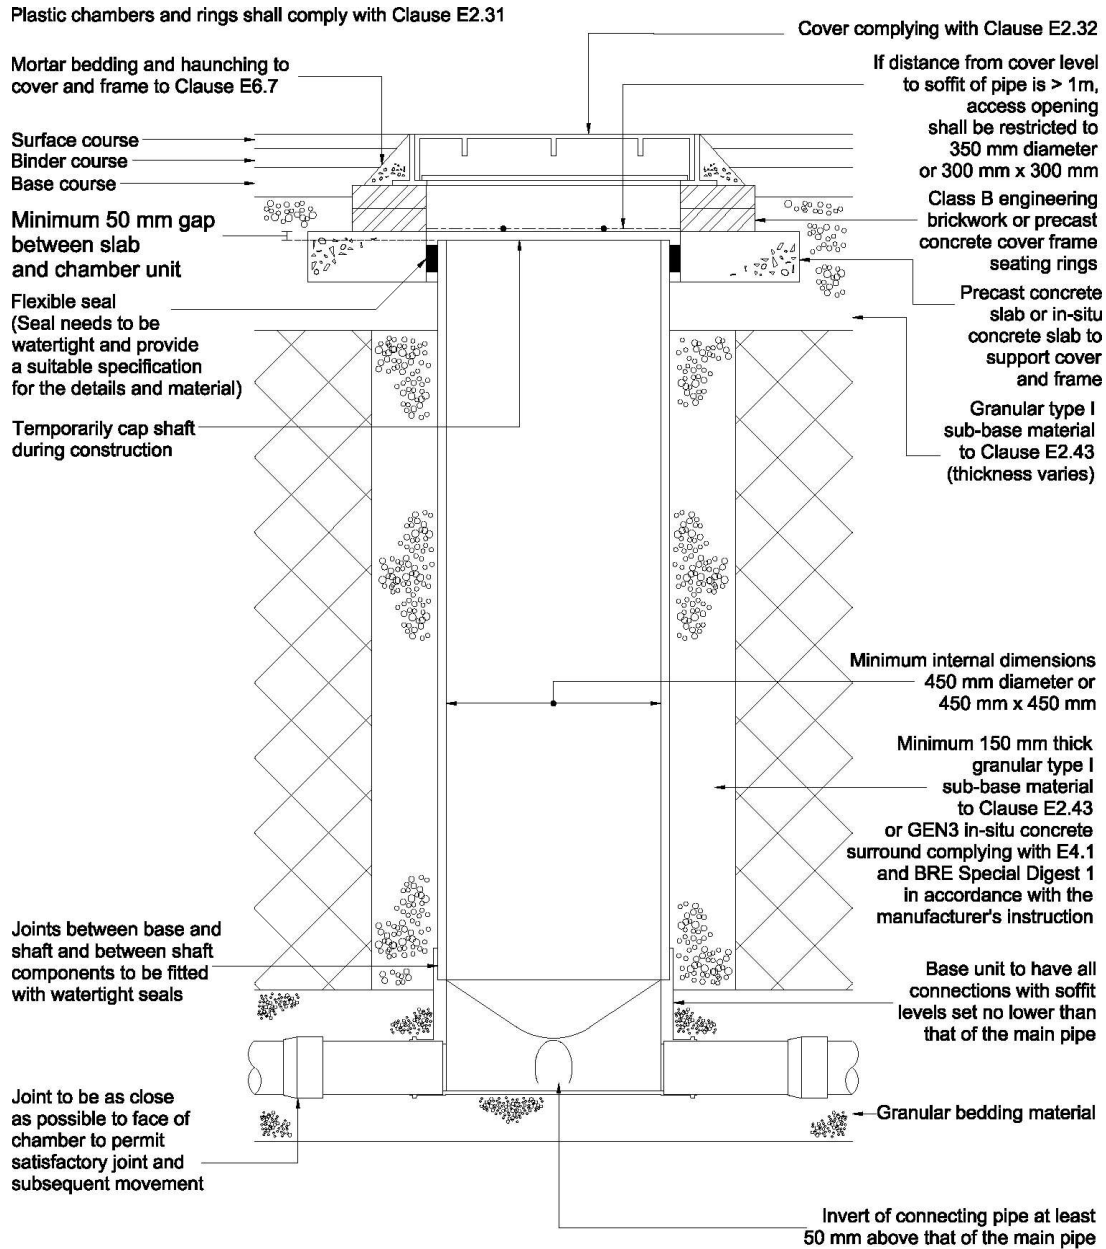 Plastic chambers and rings shall comply with Clause E2.31
Cover complying with Clause E2.32
Mortar bedding and haunching to
cover and frame to Clause E6.7
If distance from cover level
to soffit of pipe is > 1m,
access opening
shall be restricted to
350 mm diameter
or 300 mm x 300 mm
Surface course
Binder course
Base course
Class B engineering
brickwork or precast
concrete cover frame
seating rings
Minimum 50 mm gap
between slab
and chamber unit
Precast concrete
slab or in-situ
concrete slab to
support cover
and frame
Flexible seal
(Seal needs to be
watertight and provide
a suitable specification
for the details and material)
Granular type I
sub-base material
to Clause E2.43
(thickness varies)
Temporarily cap shaft
during construction
Minimum internal dimensions
450 mm diameter or
450 mm x 450 mm
Minimum 150 mm thick
granular type I
sub-base material
to Clause E2.43
or GEN3 in-situ concrete
surround complying with E4.1
and BRE Special Digest 1
in accordance with the
manufacturer's instruction
Joints between base and
shaft and between shaft
components to be fitted
with watertight seals
Base unit to have all
connections with soffit
levels set no lower than
that of the main pipe
Joint to be as close
as possible to face of
chamber to permit
satisfactory joint and
subsequent movement
Granular bedding material
Invert of connecting pipe at least
50 mm above that of the main pipe